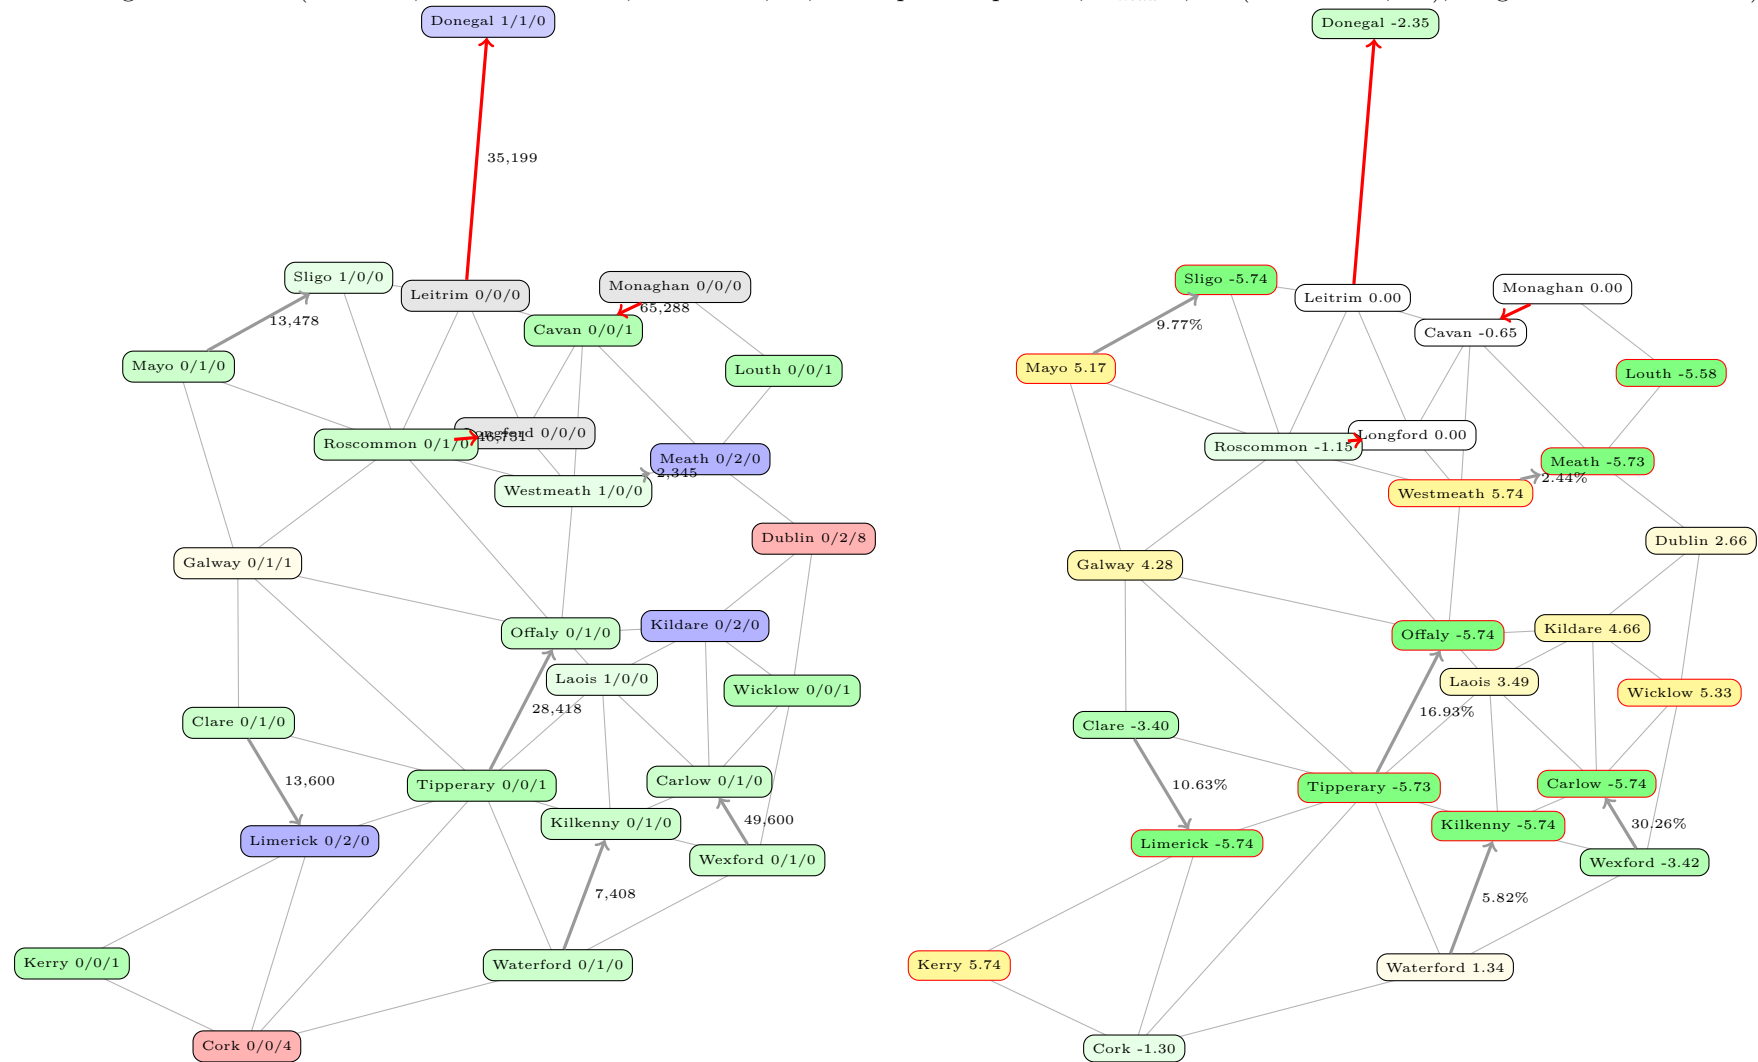 Donegal 1/1/0
35,199
Sligo 1/0/0
Leitrim 0/0/0
Monaghan 0/0/0
65,288
13,478
Cavan 0/0/1
Mayo 0/1/0
Louth 0/0/1
Roscommon 0/1/0
Longford 0/0/0
Meath 0/2/0
2,345
Westmeath 1/0/0
Dublin 0/2/8
Galway 0/1/1
Offaly 0/1/0
Kildare 0/2/0
Laois 1/0/0
Wicklow 0/0/1
28,418
Clare 0/1/0
13,600
Tipperary 0/0/1
Carlow 0/1/0
Kilkenny 0/1/0
49,600
Limerick 0/2/0
Wexford 0/1/0
7,408
Kerry 0/0/1
Waterford 0/1/0
Cork 0/0/4
Donegal -2.35
Sligo -5.74
Leitrim 0.00
Monaghan 0.00
9.77%
Cavan -0.65
Mayo 5.17
Louth -5.58
Roscommon -1.15
Longford 0.00
Meath -5.73
2.44%
Westmeath 5.74
Dublin 2.66
Galway 4.28
Offaly -5.74
Kildare 4.66
Laois 3.49
Wicklow 5.33
16.93%
Clare -3.40
10.63%
Tipperary -5.73
Carlow -5.74
Kilkenny -5.74
30.26%
Limerick -5.74
Wexford -3.42
5.82%
Kerry 5.74
Waterford 1.34
Cork -1.30